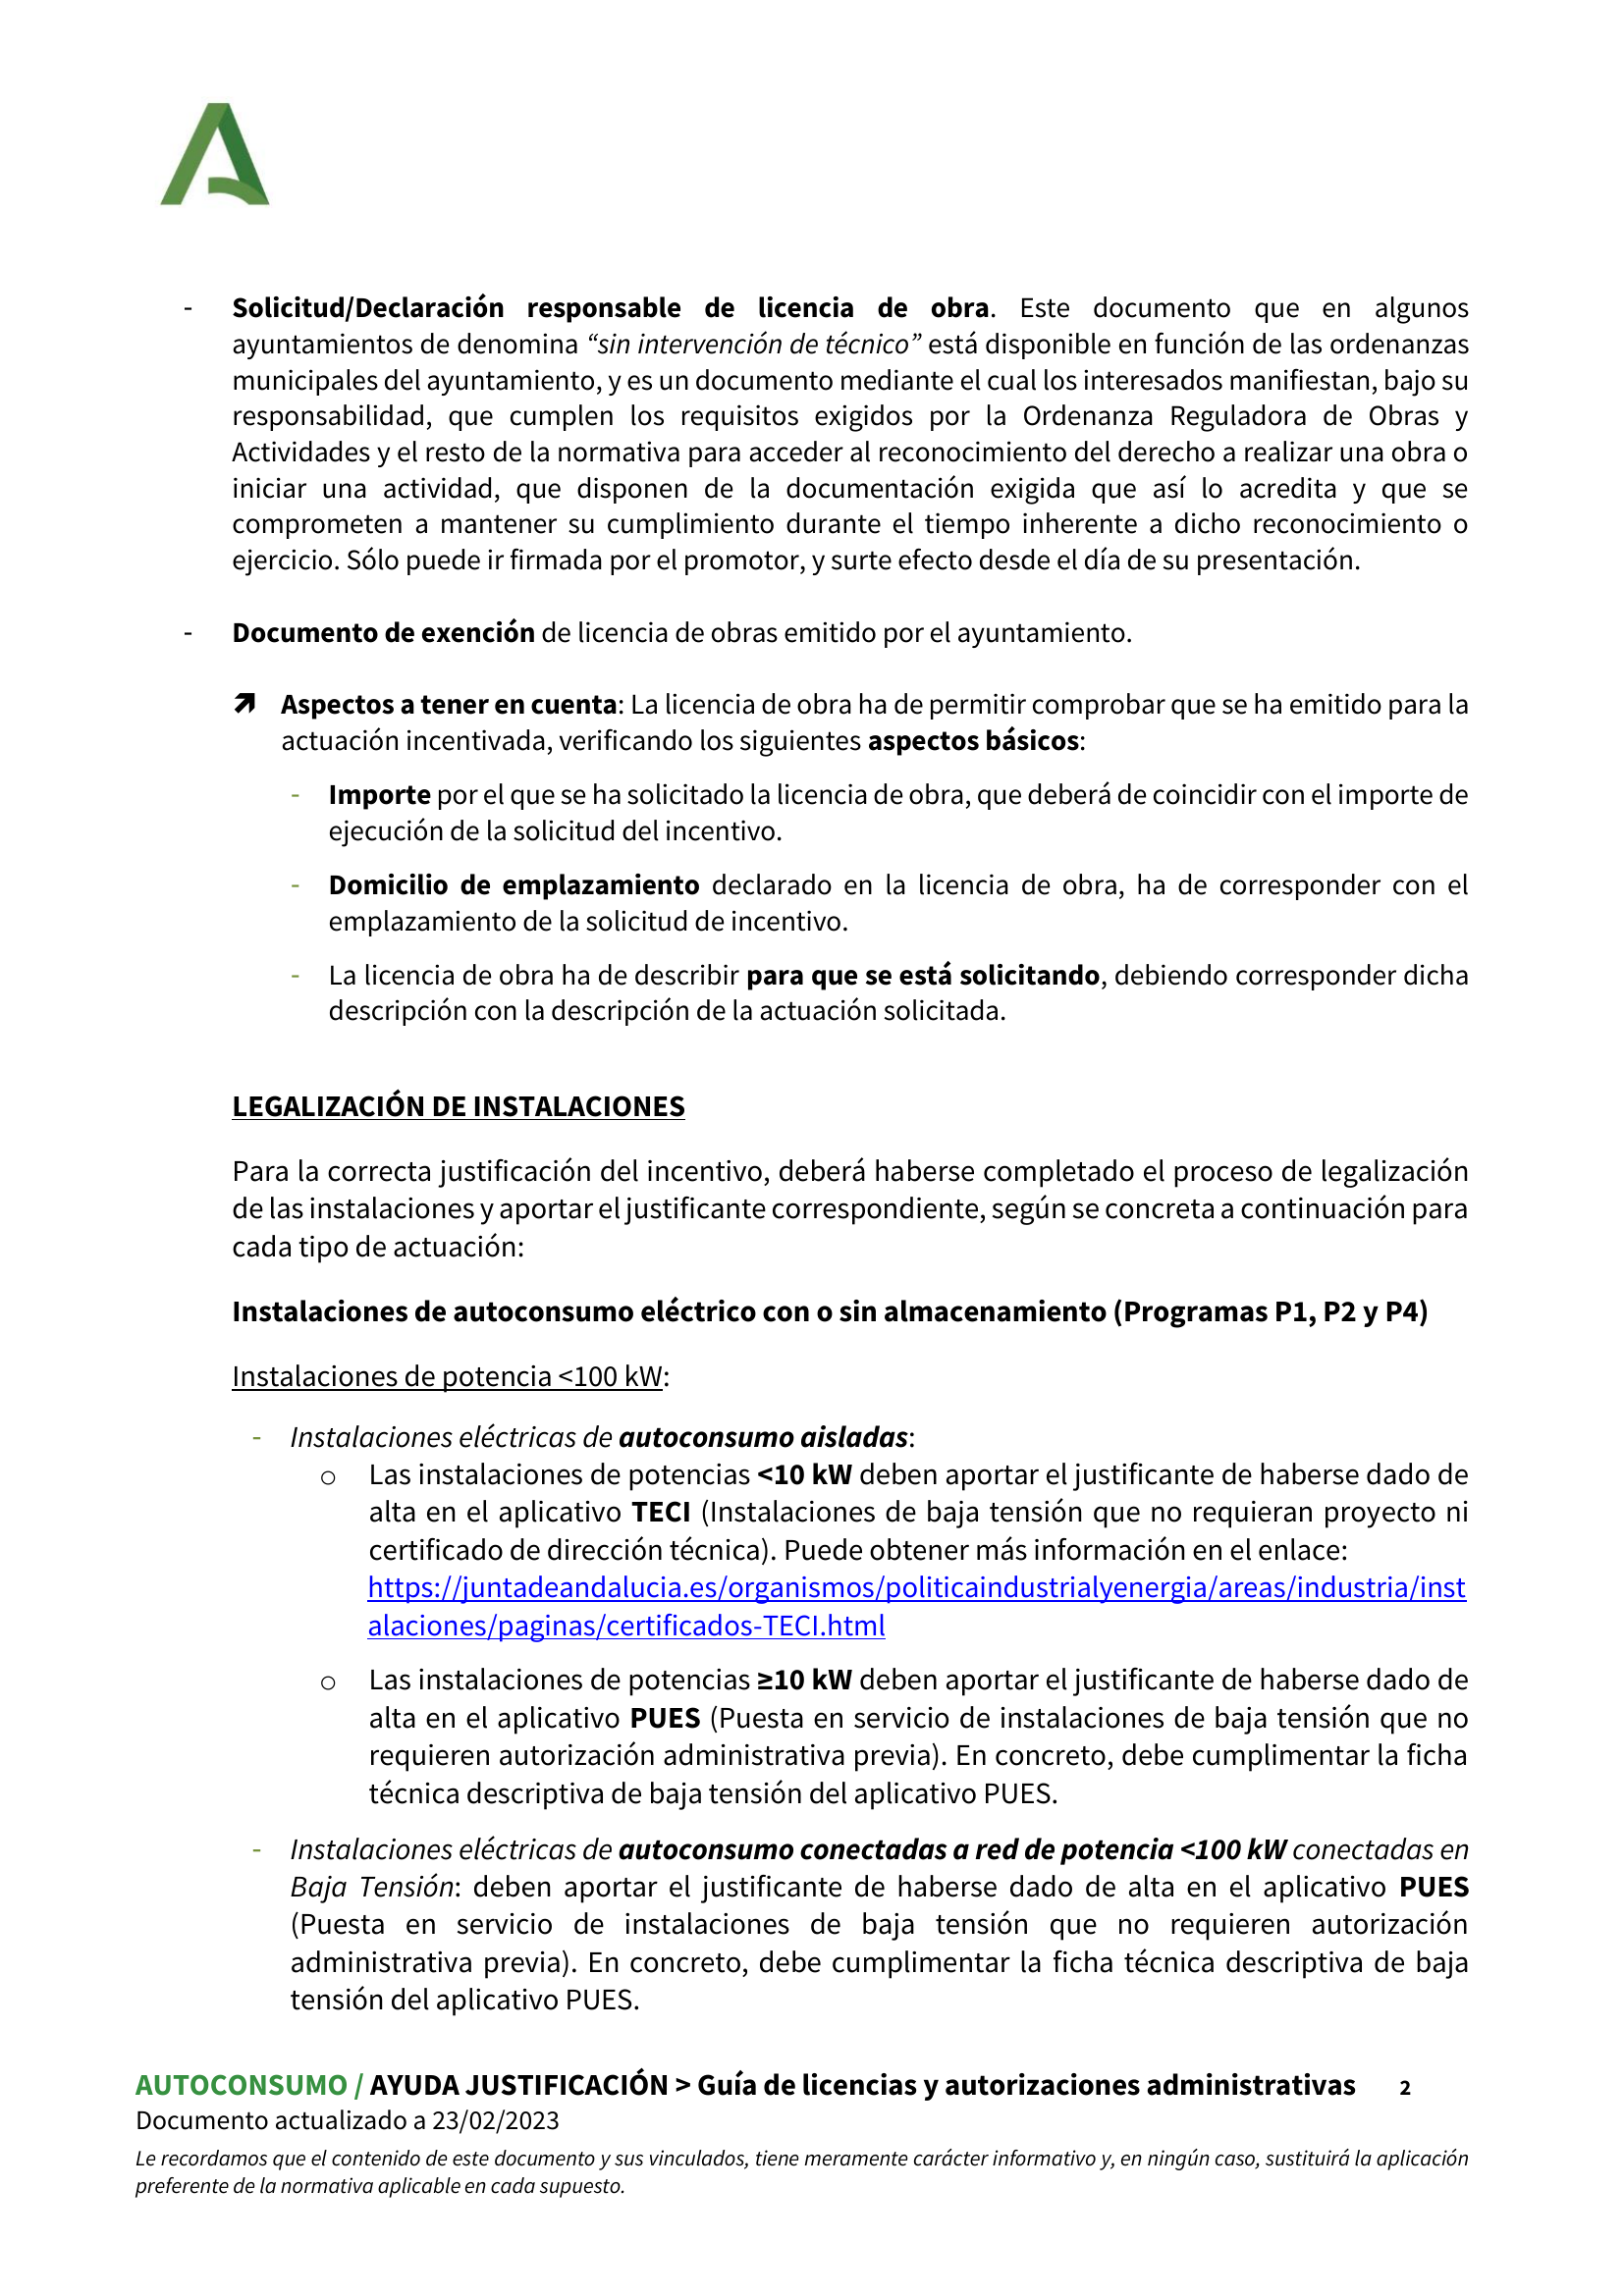 - Solicitud/Declaración responsable de licencia de obra. Este documento que en algunos
ayuntamientos de denomina “sin intervención de técnico” está disponible en función de las ordenanzas
municipales del ayuntamiento, y es un documento mediante el cual los interesados manifiestan, bajo su
responsabilidad, que cumplen los requisitos exigidos por la Ordenanza Reguladora de Obras y
Actividades y el resto de la normativa para acceder al reconocimiento del derecho a realizar una obra o
iniciar una actividad, que disponen de la documentación exigida que así lo acredita y que se
comprometen a mantener su cumplimiento durante el tiempo inherente a dicho reconocimiento o
ejercicio. Sólo puede ir firmada por el promotor, y surte efecto desde el día de su presentación.
- Documento de exención de licencia de obras emitido por el ayuntamiento.
Aspectos a tener en cuenta: La licencia de obra ha de permitir comprobar que se ha emitido para la
actuación incentivada, verificando los siguientes aspectos básicos:
- Importe por el que se ha solicitado la licencia de obra, que deberá de coincidir con el importe de
ejecución de la solicitud del incentivo.
- Domicilio de emplazamiento declarado en la licencia de obra, ha de corresponder con el
emplazamiento de la solicitud de incentivo.
- La licencia de obra ha de describir para que se está solicitando, debiendo corresponder dicha
descripción con la descripción de la actuación solicitada.
LEGALIZACIÓN DE INSTALACIONES
Para la correcta justificación del incentivo, deberá haberse completado el proceso de legalización
de las instalaciones y aportar el justificante correspondiente, según se concreta a continuación para
cada tipo de actuación:
Instalaciones de autoconsumo eléctrico con o sin almacenamiento (Programas P1, P2 y P4)
Instalaciones de potencia <100 kW:
- Instalaciones eléctricas de autoconsumo aisladas:
o Las instalaciones de potencias <10 kW deben aportar el justificante de haberse dado de
alta en el aplicativo TECI (Instalaciones de baja tensión que no requieran proyecto ni
certificado de dirección técnica). Puede obtener más información en el enlace:
https://juntadeandalucia.es/organismos/politicaindustrialyenergia/areas/industria/inst
alaciones/paginas/certificados-TECI.html
o Las instalaciones de potencias ≥10 kW deben aportar el justificante de haberse dado de
alta en el aplicativo PUES (Puesta en servicio de instalaciones de baja tensión que no
requieren autorización administrativa previa). En concreto, debe cumplimentar la ficha
técnica descriptiva de baja tensión del aplicativo PUES.
- Instalaciones eléctricas de autoconsumo conectadas a red de potencia <100 kW conectadas en
Baja Tensión: deben aportar el justificante de haberse dado de alta en el aplicativo PUES
(Puesta en servicio de instalaciones de baja tensión que no requieren autorización
administrativa previa). En concreto, debe cumplimentar la ficha técnica descriptiva de baja
tensión del aplicativo PUES.
AUTOCONSUMO / AYUDA JUSTIFICACIÓN > Guía de licencias y autorizaciones administrativas 2
Documento actualizado a 23/02/2023
Le recordamos que el contenido de este documento y sus vinculados, tiene meramente carácter informativo y, en ningún caso, sustituirá la aplicación
preferente de la normativa aplicable en cada supuesto.